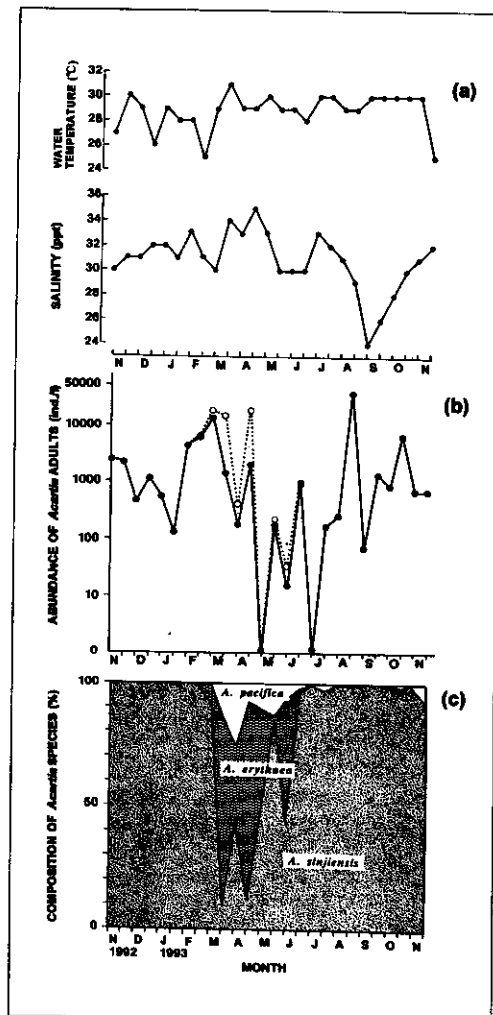 (a)
WATER
TEMPERATURE (°C)
32
30
28
26
24
SALINITY (ppt)
36
34
32
30
28
26
24
N D J F M A M J J A S O N
(b)
ABUNDANCE OF Acartia ADULTS (ind./l)
50000
10000
1000
100
10
0
N D J F M A M J J A S O N
(c)
COMPOSITION OF Acartia SPECIES (%)
100
50
0
A. pacifica
A. erythaea
A. sinjiensis
N D J F M A M J J A S O N
1992 1993
MONTH